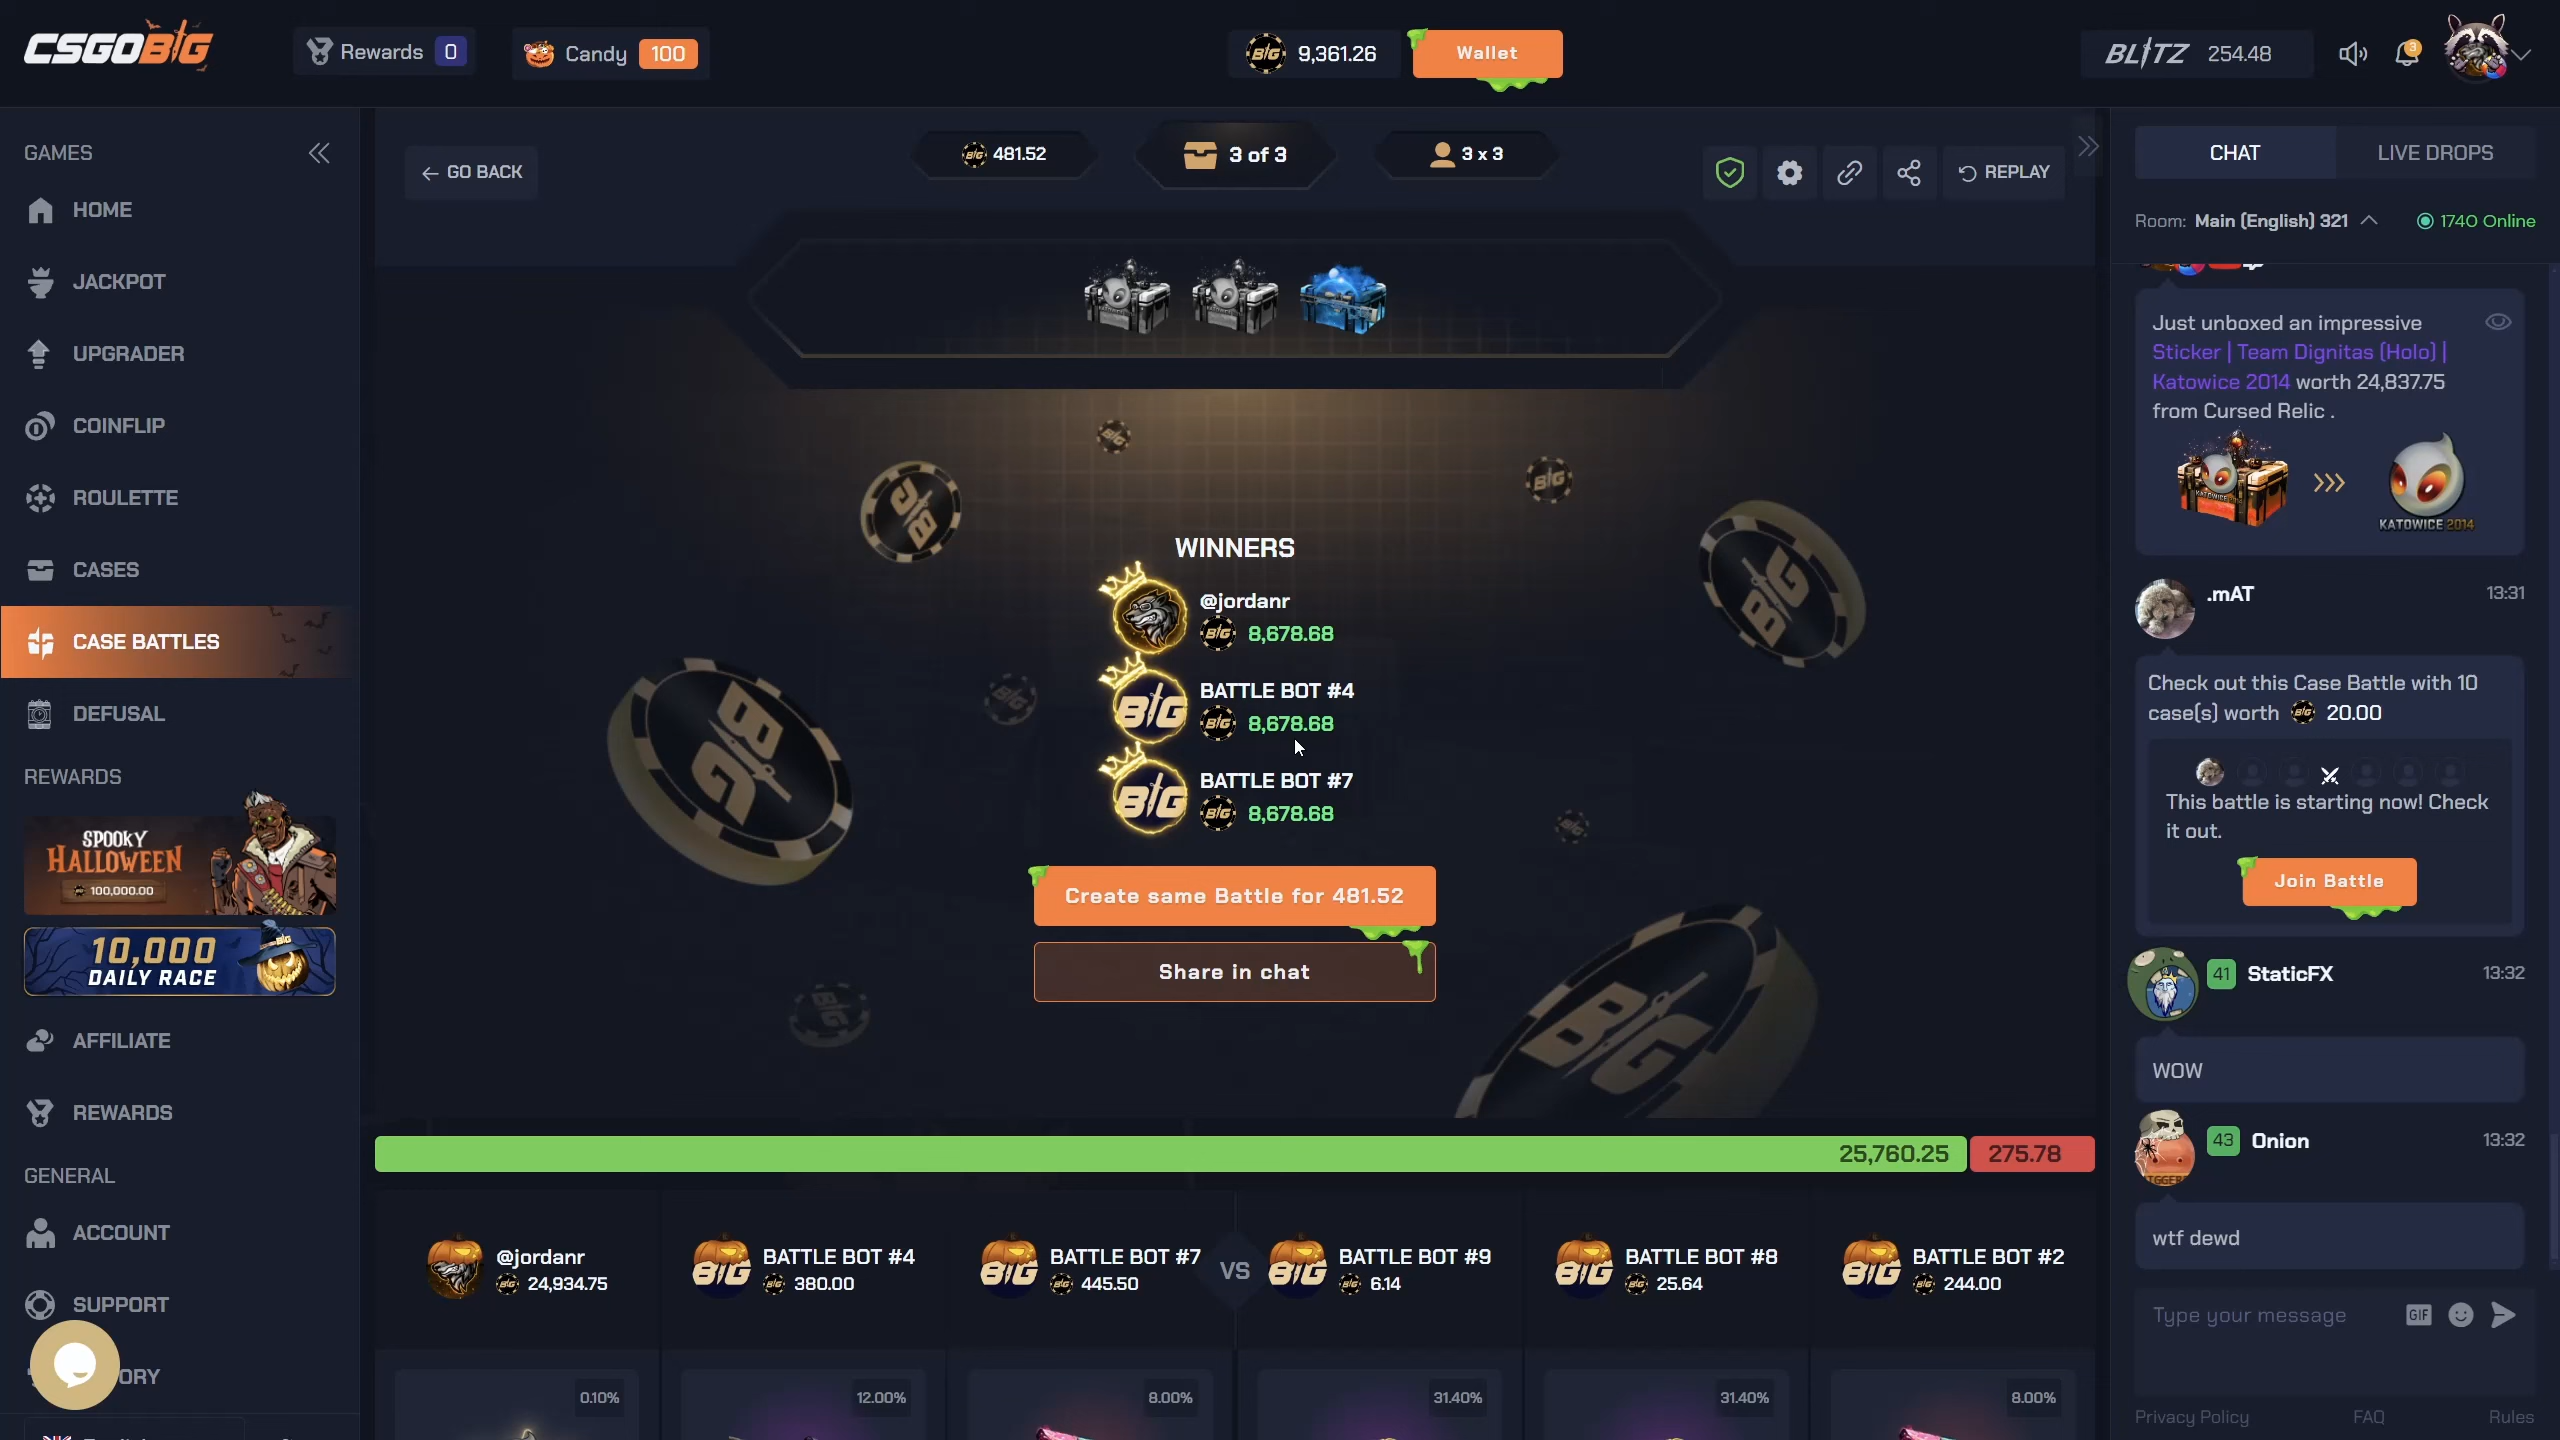 CSGOBIG
Rewards 0
Candy 100
9,361.26
Wallet
BLITZ 254.48
3
GAMES
HOME
JACKPOT
UPGRADER
COINFLIP
ROULETTE
CASES
CASE BATTLES
DEFUSAL
REWARDS
SPOOKY
HALLOWEEN
100,000.00
10,000
DAILY RACE
AFFILIATE
REWARDS
GENERAL
ACCOUNT
SUPPORT
ORY
GO BACK
481.52
3 of 3
3 x 3
REPLAY
WINNERS
@jordanr
8,678.68
BATTLE BOT #4
8,678.68
BATTLE BOT #7
8,678.68
Create same Battle for 481.52
Share in chat
25,760.25
275.78
@jordanr
24,934.75
BATTLE BOT #4
380.00
BATTLE BOT #7
445.50
VS
BATTLE BOT #9
6.14
BATTLE BOT #8
25.64
BATTLE BOT #2
244.00
0.10%
12.00%
8.00%
31.40%
31.40%
8.00%
CHAT
LIVE DROPS
Room: Main (English) 321
1740 Online
Just unboxed an impressive
Sticker | Team Dignitas (Holo) |
Katowice 2014 worth 24,837.75
from Cursed Relic .
KATOWICE 2014
.mAT
13:31
Check out this Case Battle with 10
case(s) worth 20.00
This battle is starting now! Check
it out.
Join Battle
41 StaticFX
13:32
WOW
43 Onion
13:32
wtf dewd
Type your message
GIF
Privacy Policy
FAQ
Rules